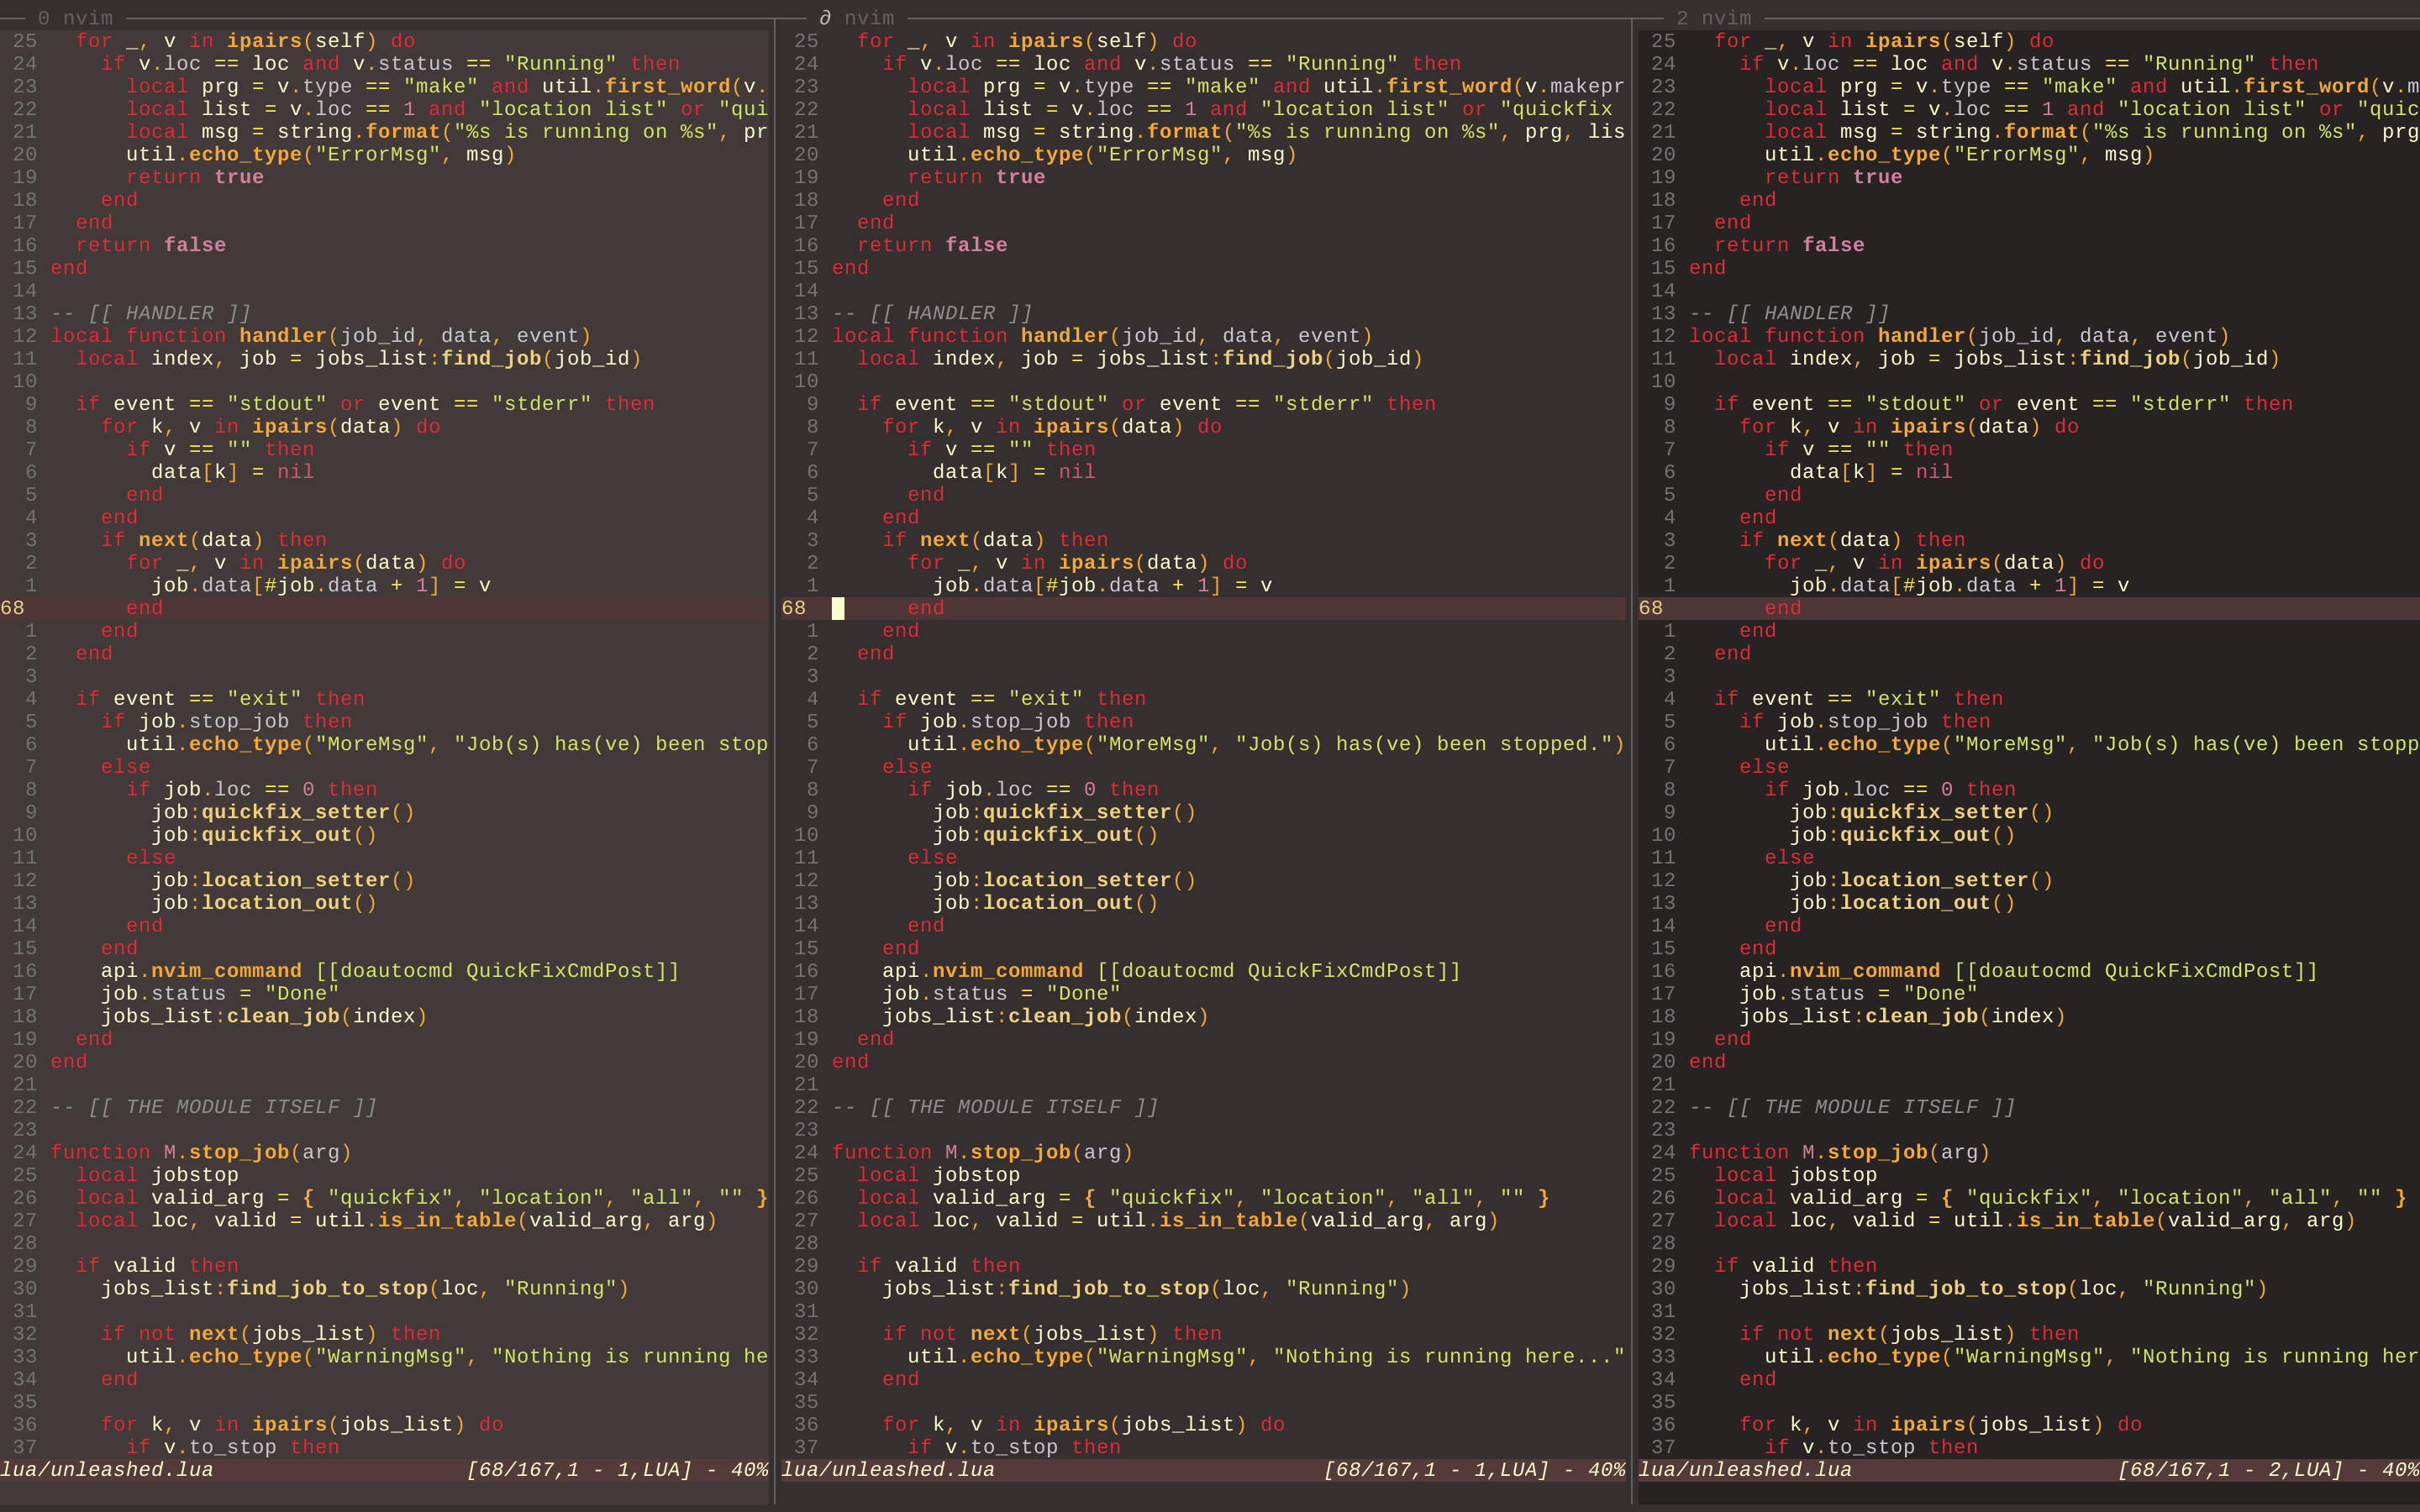 0 nvim
25   for _, v in ipairs(self) do
24     if v.loc == loc and v.status == "Running" then
23       local prg = v.type == "make" and util.first_word(v.
22       local list = v.loc == 1 and "location list" or "qui
21       local msg = string.format("%s is running on %s", pr
20       util.echo_type("ErrorMsg", msg)
19       return true
18     end
17   end
16   return false
15 end
14
13 -- [[ HANDLER ]]
12 local function handler(job_id, data, event)
11   local index, job = jobs_list:find_job(job_id)
10
9   if event == "stdout" or event == "stderr" then
8     for k, v in ipairs(data) do
7       if v == "" then
6         data[k] = nil
5       end
4     end
3     if next(data) then
2       for _, v in ipairs(data) do
1         job.data[#job.data + 1] = v
68       end
1     end
2   end
3
4   if event == "exit" then
5     if job.stop_job then
6       util.echo_type("MoreMsg", "Job(s) has(ve) been stop
7     else
8       if job.loc == 0 then
9         job:quickfix_setter()
10         job:quickfix_out()
11       else
12         job:location_setter()
13         job:location_out()
14       end
15     end
16     api.nvim_command [[doautocmd QuickFixCmdPost]]
17     job.status = "Done"
18     jobs_list:clean_job(index)
19   end
20 end
21
22 -- [[ THE MODULE ITSELF ]]
23
24 function M.stop_job(arg)
25   local jobstop
26   local valid_arg = { "quickfix", "location", "all", "" }
27   local loc, valid = util.is_in_table(valid_arg, arg)
28
29   if valid then
30     jobs_list:find_job_to_stop(loc, "Running")
31
32     if not next(jobs_list) then
33       util.echo_type("WarningMsg", "Nothing is running he
34     end
35
36     for k, v in ipairs(jobs_list) do
37       if v.to_stop then
lua/unleashed.lua [68/167,1 - 1,LUA] - 40%
∂ nvim
25   for _, v in ipairs(self) do
24     if v.loc == loc and v.status == "Running" then
23       local prg = v.type == "make" and util.first_word(v.makepr
22       local list = v.loc == 1 and "location list" or "quickfix
21       local msg = string.format("%s is running on %s", prg, lis
20       util.echo_type("ErrorMsg", msg)
19       return true
18     end
17   end
16   return false
15 end
14
13 -- [[ HANDLER ]]
12 local function handler(job_id, data, event)
11   local index, job = jobs_list:find_job(job_id)
10
9   if event == "stdout" or event == "stderr" then
8     for k, v in ipairs(data) do
7       if v == "" then
6         data[k] = nil
5       end
4     end
3     if next(data) then
2       for _, v in ipairs(data) do
1         job.data[#job.data + 1] = v
68       end
1     end
2   end
3
4   if event == "exit" then
5     if job.stop_job then
6       util.echo_type("MoreMsg", "Job(s) has(ve) been stopped.")
7     else
8       if job.loc == 0 then
9         job:quickfix_setter()
10         job:quickfix_out()
11       else
12         job:location_setter()
13         job:location_out()
14       end
15     end
16     api.nvim_command [[doautocmd QuickFixCmdPost]]
17     job.status = "Done"
18     jobs_list:clean_job(index)
19   end
20 end
21
22 -- [[ THE MODULE ITSELF ]]
23
24 function M.stop_job(arg)
25   local jobstop
26   local valid_arg = { "quickfix", "location", "all", "" }
27   local loc, valid = util.is_in_table(valid_arg, arg)
28
29   if valid then
30     jobs_list:find_job_to_stop(loc, "Running")
31
32     if not next(jobs_list) then
33       util.echo_type("WarningMsg", "Nothing is running here..."
34     end
35
36     for k, v in ipairs(jobs_list) do
37       if v.to_stop then
lua/unleashed.lua [68/167,1 - 1,LUA] - 40%
2 nvim
25   for _, v in ipairs(self) do
24     if v.loc == loc and v.status == "Running" then
23       local prg = v.type == "make" and util.first_word(v.m
22       local list = v.loc == 1 and "location list" or "quic
21       local msg = string.format("%s is running on %s", prg
20       util.echo_type("ErrorMsg", msg)
19       return true
18     end
17   end
16   return false
15 end
14
13 -- [[ HANDLER ]]
12 local function handler(job_id, data, event)
11   local index, job = jobs_list:find_job(job_id)
10
9   if event == "stdout" or event == "stderr" then
8     for k, v in ipairs(data) do
7       if v == "" then
6         data[k] = nil
5       end
4     end
3     if next(data) then
2       for _, v in ipairs(data) do
1         job.data[#job.data + 1] = v
68       end
1     end
2   end
3
4   if event == "exit" then
5     if job.stop_job then
6       util.echo_type("MoreMsg", "Job(s) has(ve) been stopp
7     else
8       if job.loc == 0 then
9         job:quickfix_setter()
10         job:quickfix_out()
11       else
12         job:location_setter()
13         job:location_out()
14       end
15     end
16     api.nvim_command [[doautocmd QuickFixCmdPost]]
17     job.status = "Done"
18     jobs_list:clean_job(index)
19   end
20 end
21
22 -- [[ THE MODULE ITSELF ]]
23
24 function M.stop_job(arg)
25   local jobstop
26   local valid_arg = { "quickfix", "location", "all", "" }
27   local loc, valid = util.is_in_table(valid_arg, arg)
28
29   if valid then
30     jobs_list:find_job_to_stop(loc, "Running")
31
32     if not next(jobs_list) then
33       util.echo_type("WarningMsg", "Nothing is running her
34     end
35
36     for k, v in ipairs(jobs_list) do
37       if v.to_stop then
lua/unleashed.lua [68/167,1 - 2,LUA] - 40%